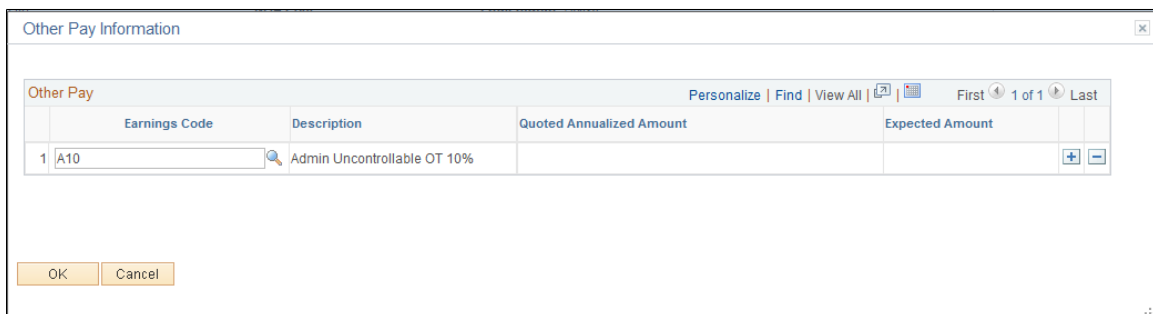 Other Pay Information
Other Pay
Personalize | Find | View All | | First 1 of 1 Last
Earnings Code Description Quoted Annualized Amount Expected Amount
1 A10 Admin Uncontrollable OT 10%
OK Cancel